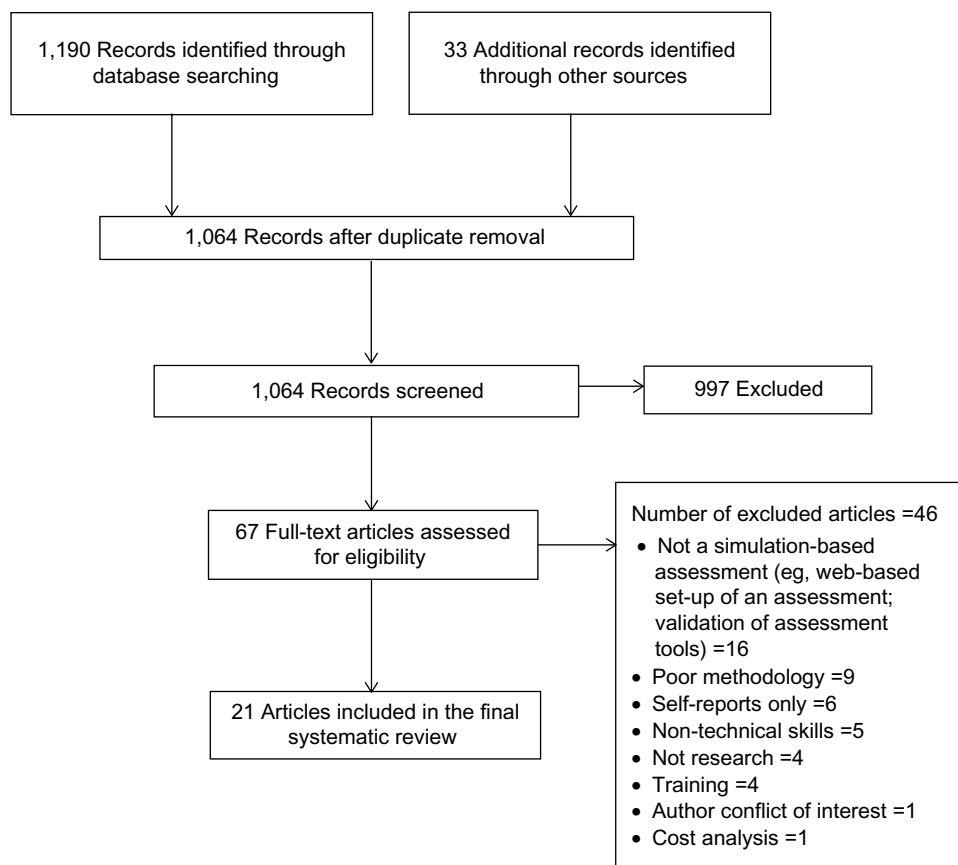 1,190 Records identified through
database searching
33 Additional records identified
through other sources
1,064 Records after duplicate removal
1,064 Records screened
997 Excluded
67 Full-text articles assessed
for eligibility
Number of excluded articles =46
• Not a simulation-based
assessment (eg, web-based
set-up of an assessment;
validation of assessment
tools) =16
• Poor methodology =9
• Self-reports only =6
• Non-technical skills =5
• Not research =4
• Training =4
• Author conflict of interest =1
• Cost analysis =1
21 Articles included in the final
systematic review